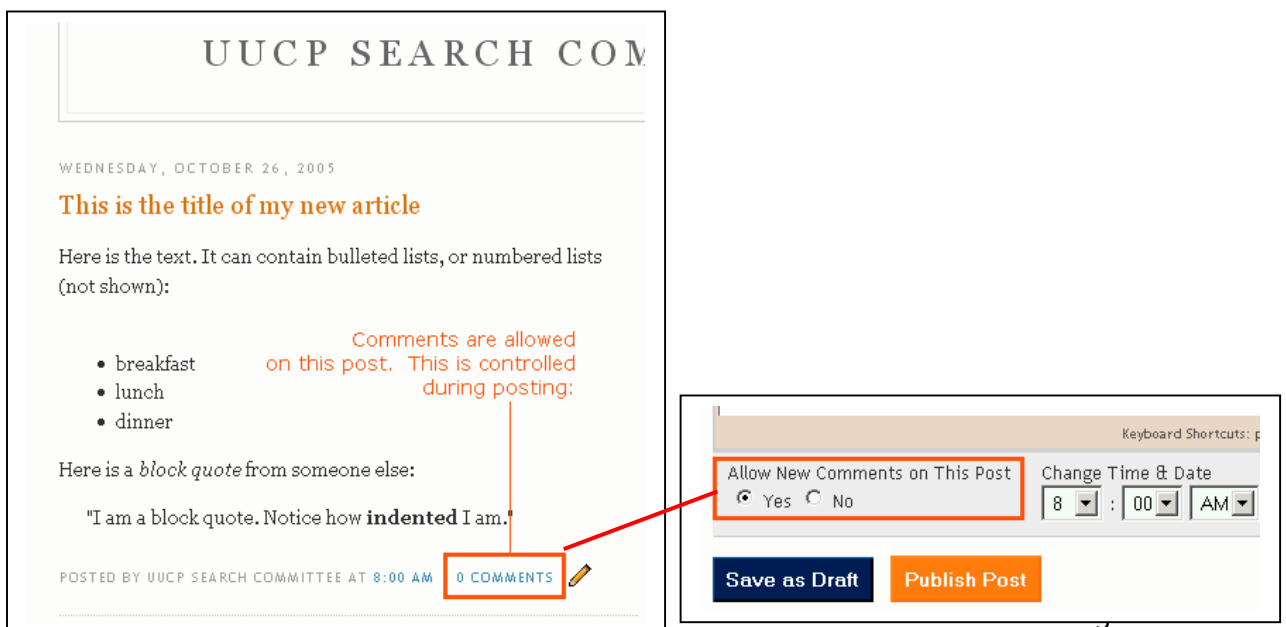 UUCP SEARCH COM
WEDNESDAY, OCTOBER 26, 2005
This is the title of my new article
Here is the text. It can contain bulleted lists, or numbered lists
(not shown):
Comments are allowed
on this post. This is controlled
during posting:
• breakfast
• lunch
• dinner
Here is a block quote from someone else:
"I am a block quote. Notice how indented I am."
POSTED BY UUCP SEARCH COMMITTEE AT 8:00 AM 0 COMMENTS
Keyboard Shortcuts: p
Allow New Comments on This Post
Yes No
Change Time & Date
8 : 00 AM
Save as Draft Publish Post